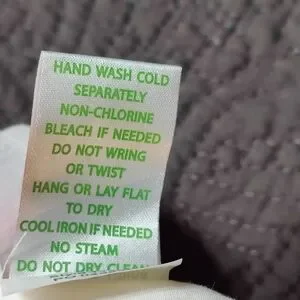 HAND WASH COLD
SEPARATELY
NON-CHLORINE
BLEACH IF NEEDED
DO NOT WRING
OR TWIST
HANG OR LAY FLAT
TO DRY
COOL IRON IF NEEDED
NO STEAM
DO NOT DRY CLEAN